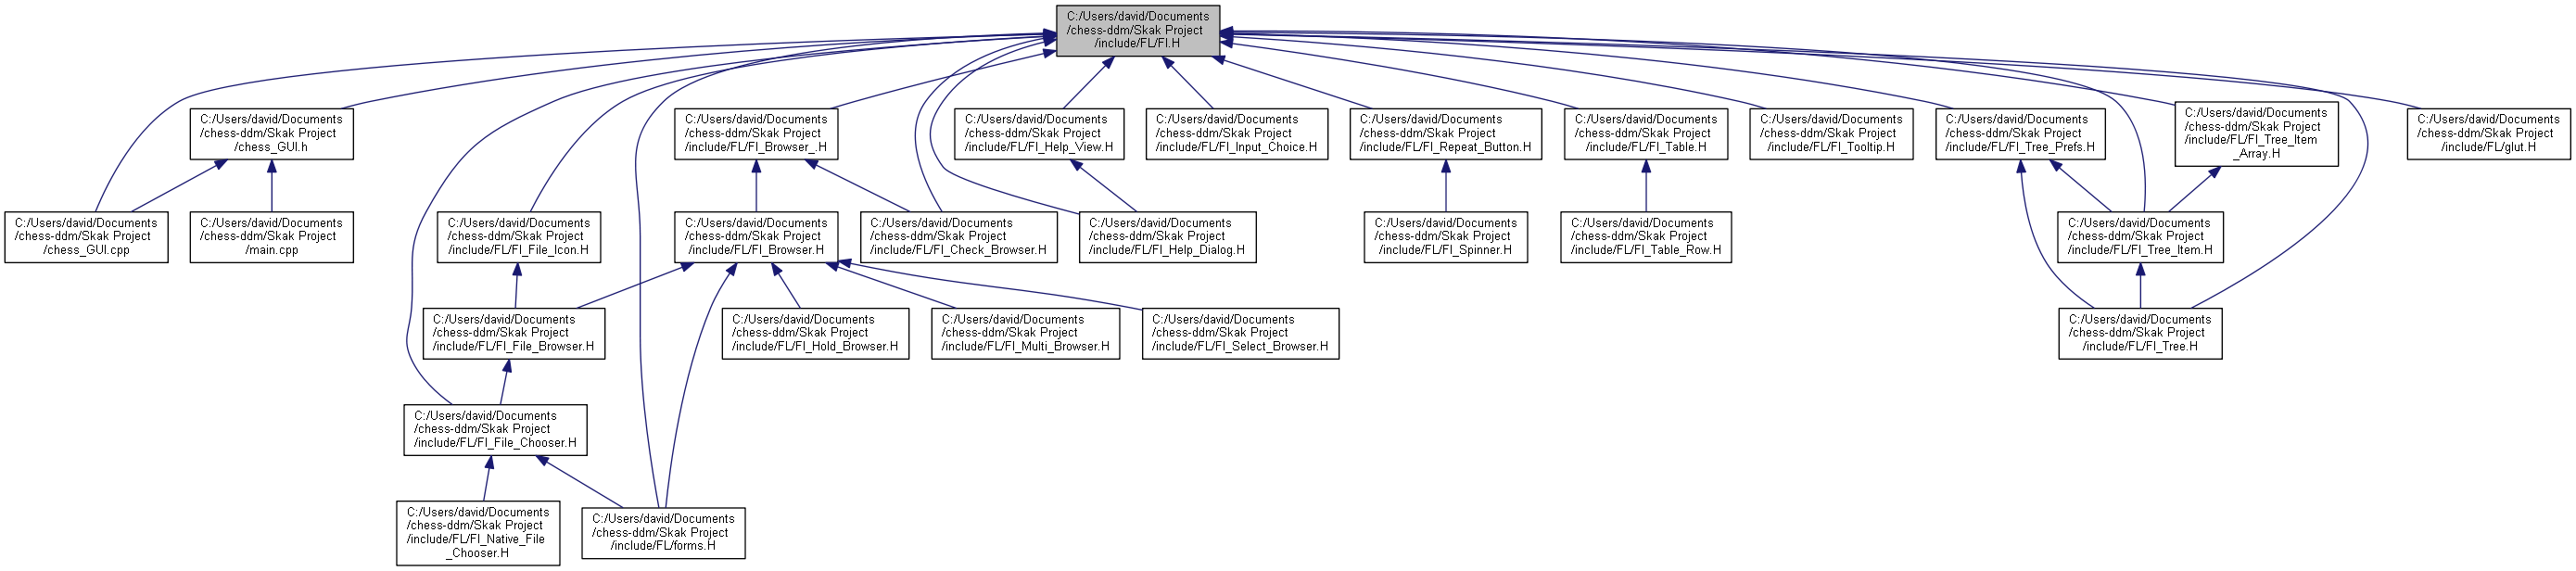 C:/Users/david/Documents
/chess-ddm/Skak Project
/include/FL/Fl.H
C:/Users/david/Documents
/chess-ddm/Skak Project
/chess_GUI.h
C:/Users/david/Documents
/chess-ddm/Skak Project
/include/FL/Fl_Browser_.H
C:/Users/david/Documents
/chess-ddm/Skak Project
/include/FL/Fl_Help_View.H
C:/Users/david/Documents
/chess-ddm/Skak Project
/include/FL/Fl_Input_Choice.H
C:/Users/david/Documents
/chess-ddm/Skak Project
/include/FL/Fl_Repeat_Button.H
C:/Users/david/Documents
/chess-ddm/Skak Project
/include/FL/Fl_Table.H
C:/Users/david/Documents
/chess-ddm/Skak Project
/include/FL/Fl_Tooltip.H
C:/Users/david/Documents
/chess-ddm/Skak Project
/include/FL/Fl_Tree_Prefs.H
C:/Users/david/Documents
/chess-ddm/Skak Project
/include/FL/Fl_Tree_Item
_Array.H
C:/Users/david/Documents
/chess-ddm/Skak Project
/include/FL/glut.H
C:/Users/david/Documents
/chess-ddm/Skak Project
/chess_GUI.cpp
C:/Users/david/Documents
/chess-ddm/Skak Project
/main.cpp
C:/Users/david/Documents
/chess-ddm/Skak Project
/include/FL/Fl_File_Icon.H
C:/Users/david/Documents
/chess-ddm/Skak Project
/include/FL/Fl_Browser.H
C:/Users/david/Documents
/chess-ddm/Skak Project
/include/FL/Fl_Check_Browser.H
C:/Users/david/Documents
/chess-ddm/Skak Project
/include/FL/Fl_Help_Dialog.H
C:/Users/david/Documents
/chess-ddm/Skak Project
/include/FL/Fl_Spinner.H
C:/Users/david/Documents
/chess-ddm/Skak Project
/include/FL/Fl_Table_Row.H
C:/Users/david/Documents
/chess-ddm/Skak Project
/include/FL/Fl_Tree_Item.H
C:/Users/david/Documents
/chess-ddm/Skak Project
/include/FL/Fl_File_Browser.H
C:/Users/david/Documents
/chess-ddm/Skak Project
/include/FL/Fl_Hold_Browser.H
C:/Users/david/Documents
/chess-ddm/Skak Project
/include/FL/Fl_Multi_Browser.H
C:/Users/david/Documents
/chess-ddm/Skak Project
/include/FL/Fl_Select_Browser.H
C:/Users/david/Documents
/chess-ddm/Skak Project
/include/FL/Fl_Tree.H
C:/Users/david/Documents
/chess-ddm/Skak Project
/include/FL/Fl_File_Chooser.H
C:/Users/david/Documents
/chess-ddm/Skak Project
/include/FL/Fl_Native_File
_Chooser.H
C:/Users/david/Documents
/chess-ddm/Skak Project
/include/FL/forms.H